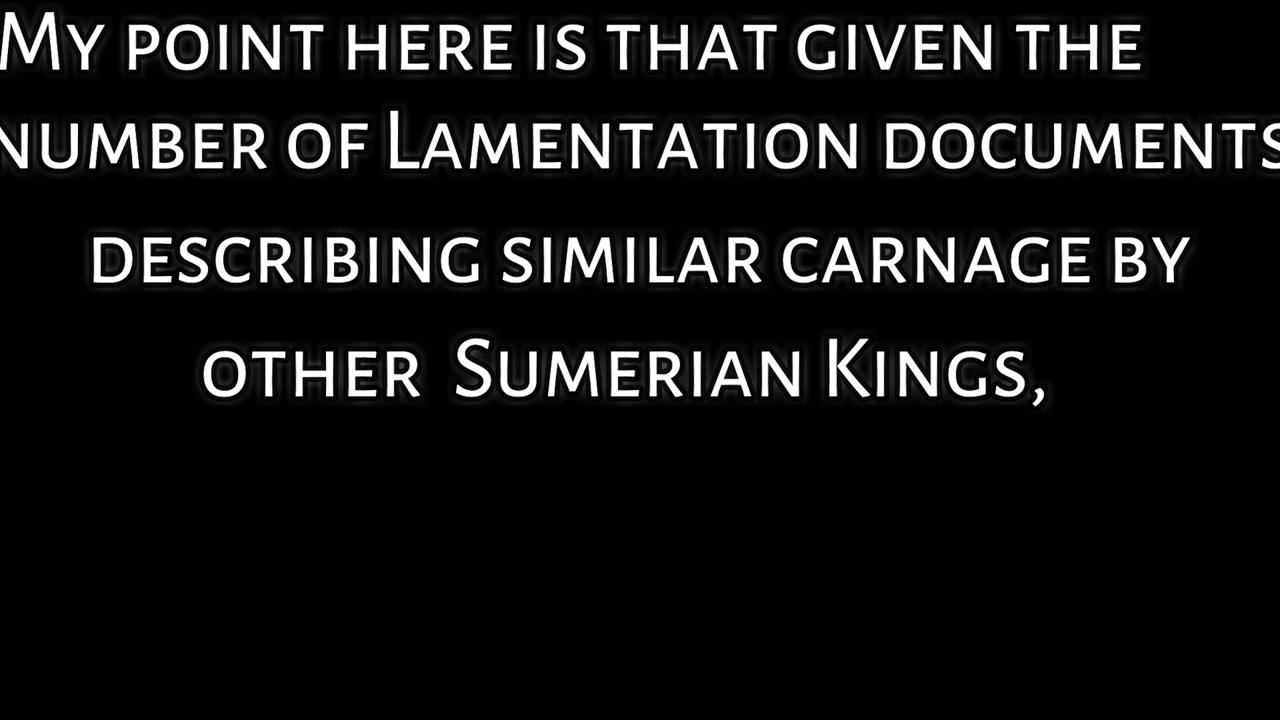 My point here is that given the
number of Lamentation documents
describing similar carnage by
other  Sumerian Kings,